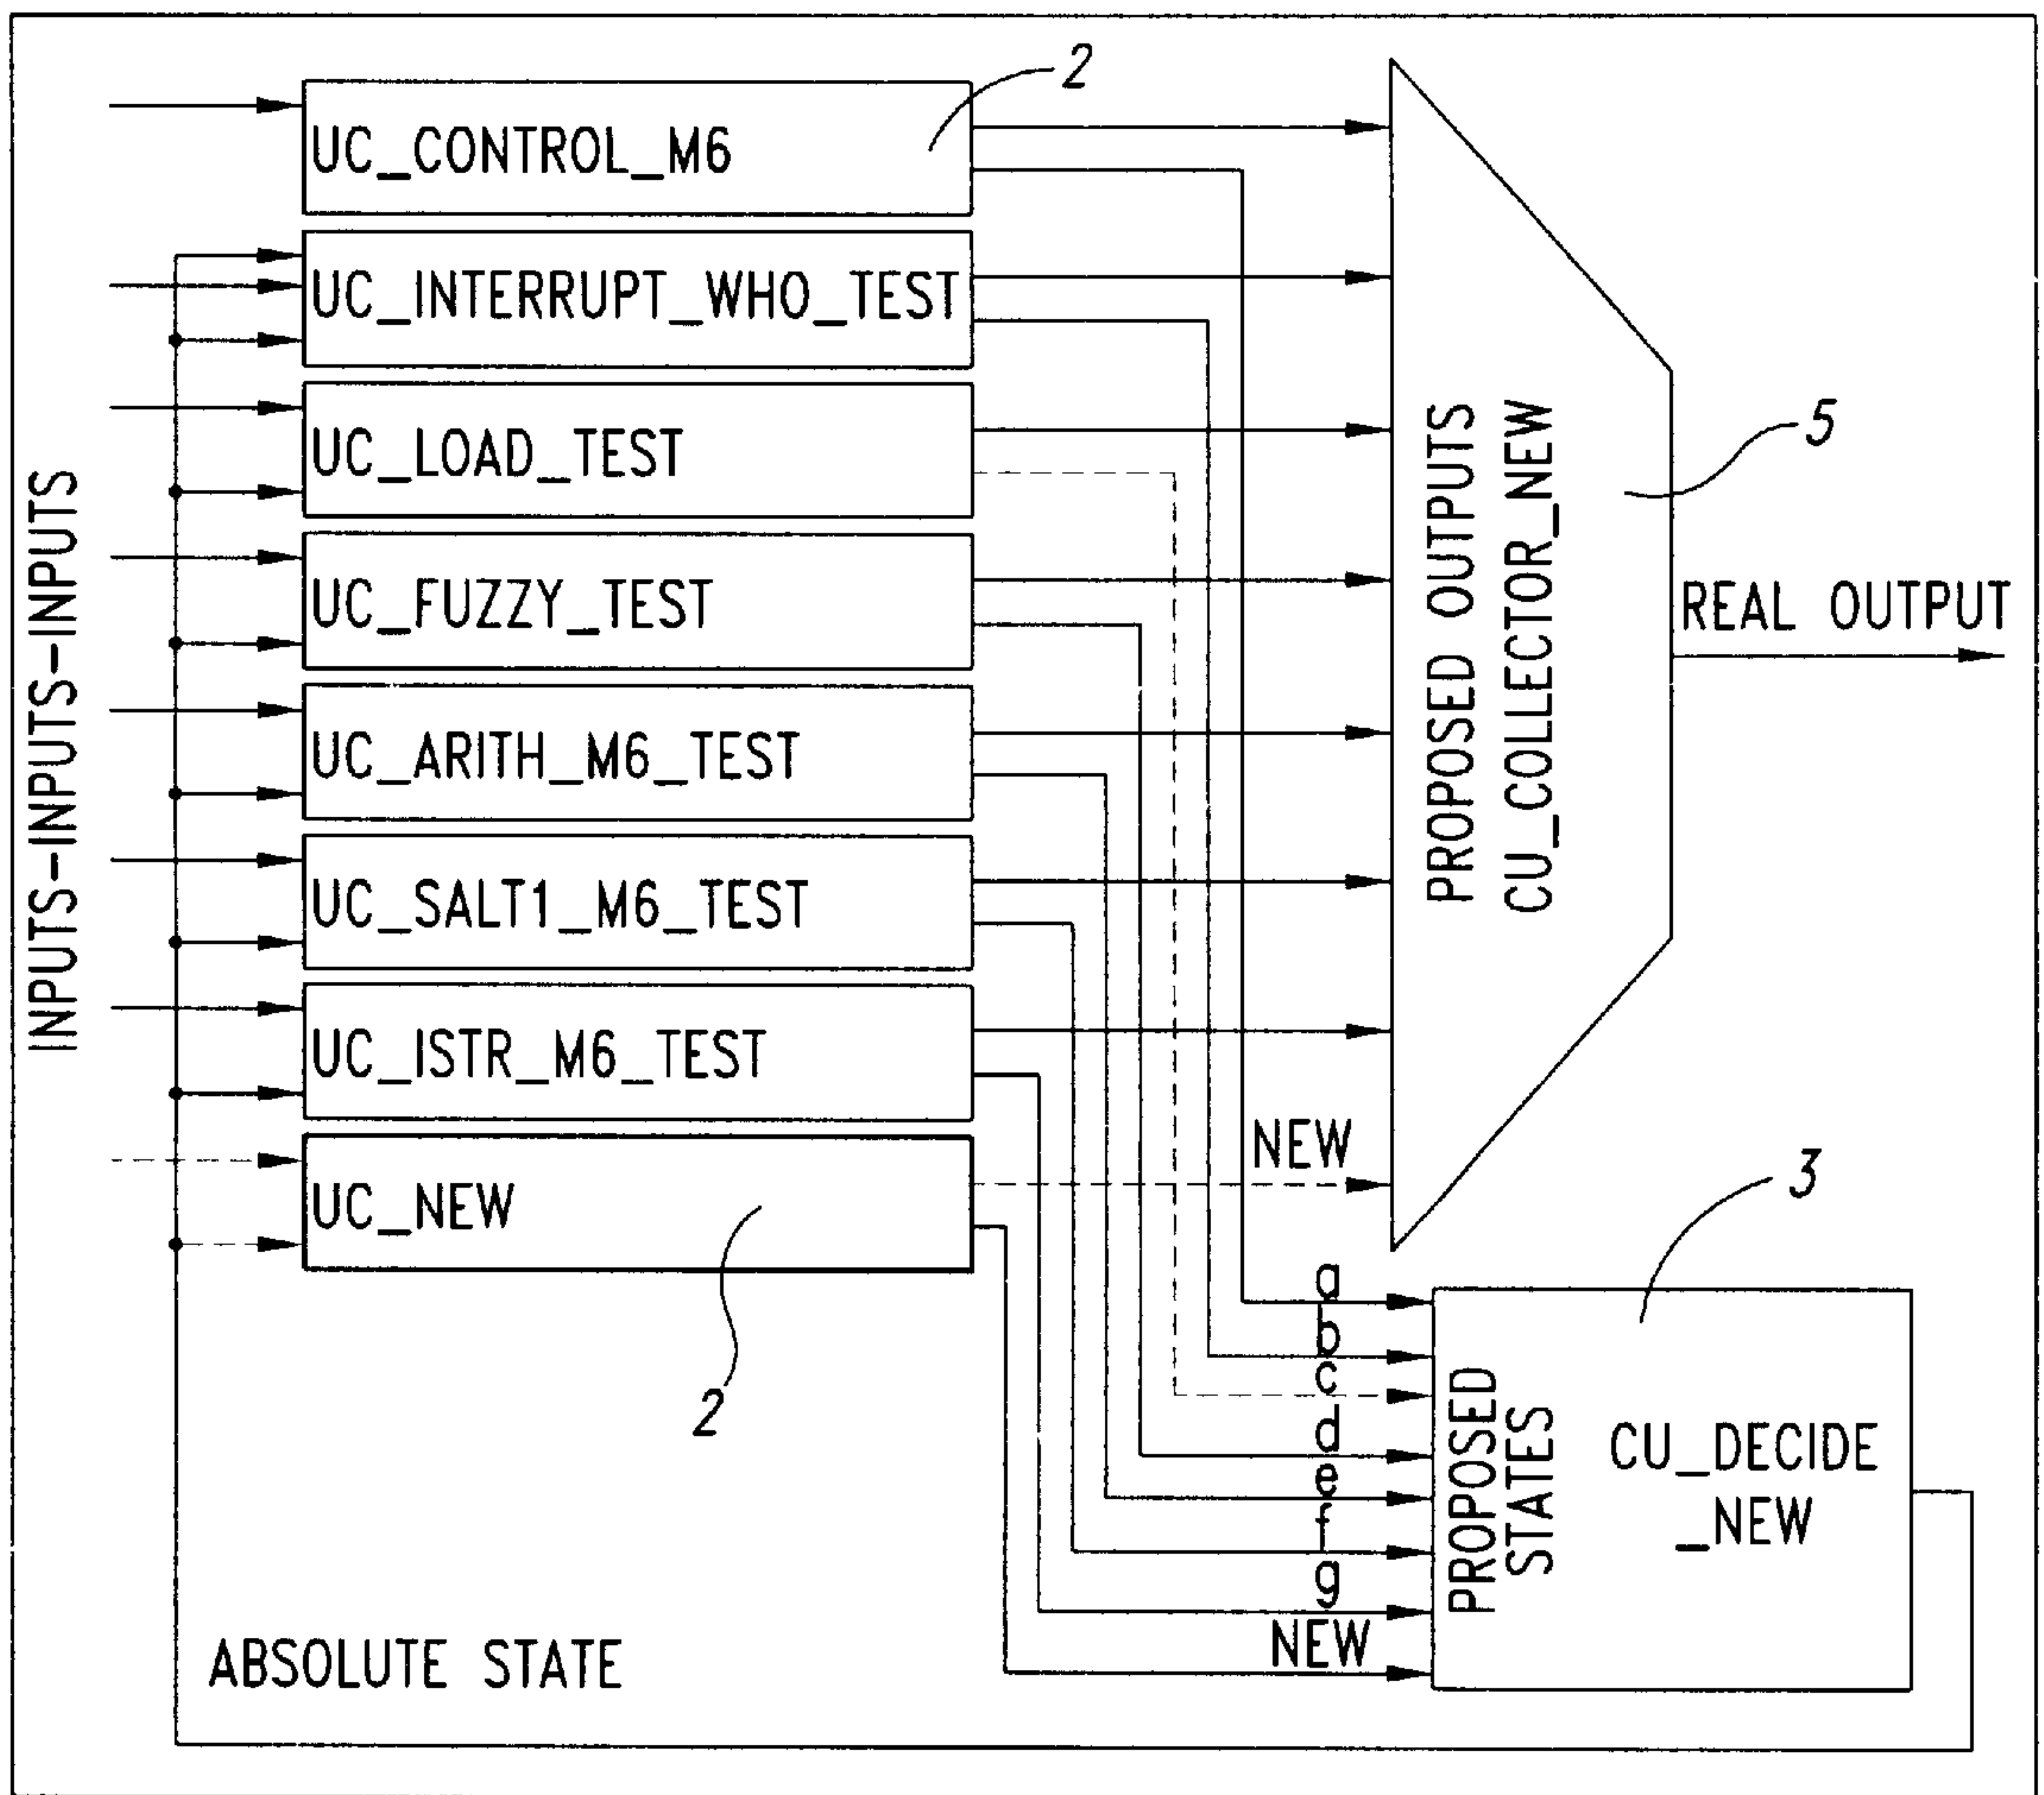 2
UC_CONTROL_M6
UC_INTERRUPT_WHO_TEST
UC_LOAD_TEST
UC_FUZZY_TEST
UC_ARITH_M6_TEST
UC_SALT1_M6_TEST
UC_ISTR_M6_TEST
UC_NEW
2
INPUTS-INPUTS-INPUTS
PROPOSED OUTPUTS
CU_COLLECTOR_NEW
5
REAL OUTPUT
NEW
3
a
b
c
d
e
f
g
NEW
PROPOSED
STATES
CU_DECIDE
_NEW
ABSOLUTE STATE